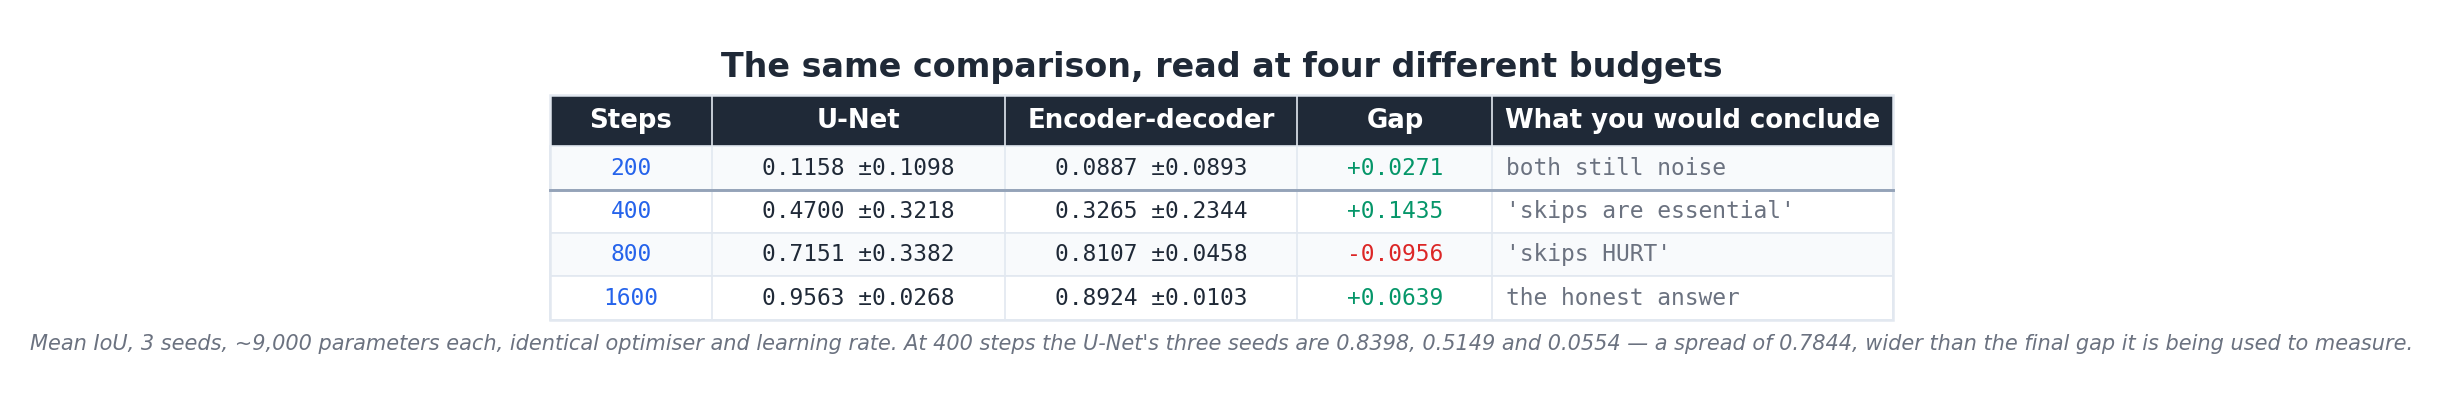 The same comparison, read at four different budgets
Steps U-Net Encoder-decoder Gap What you would conclude
200 0.1158 ±0.1098 0.0887 ±0.0893 +0.0271 both still noise
400 0.4700 ±0.3218 0.3265 ±0.2344 +0.1435 'skips are essential'
800 0.7151 ±0.3382 0.8107 ±0.0458 -0.0956 'skips HURT'
1600 0.9563 ±0.0268 0.8924 ±0.0103 +0.0639 the honest answer
Mean IoU, 3 seeds, ~9,000 parameters each, identical optimiser and learning rate. At 400 steps the U-Net's three seeds are 0.8398, 0.5149 and 0.0554 — a spread of 0.7844, wider than the final gap it is being used to measure.